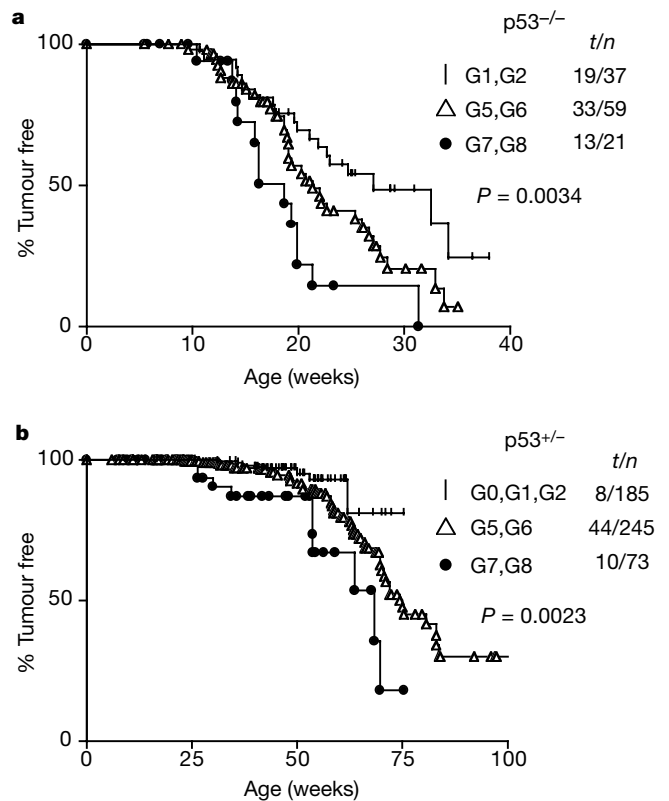 a
p53–/–
t/n
G1,G2 19/37
G5,G6 33/59
G7,G8 13/21
P = 0.0034
% Tumour free
100
50
0
0 10 20 30 40
Age (weeks)
b
p53+/–
t/n
G0,G1,G2 8/185
G5,G6 44/245
G7,G8 10/73
P = 0.0023
% Tumour free
100
50
0
0 25 50 75 100
Age (weeks)